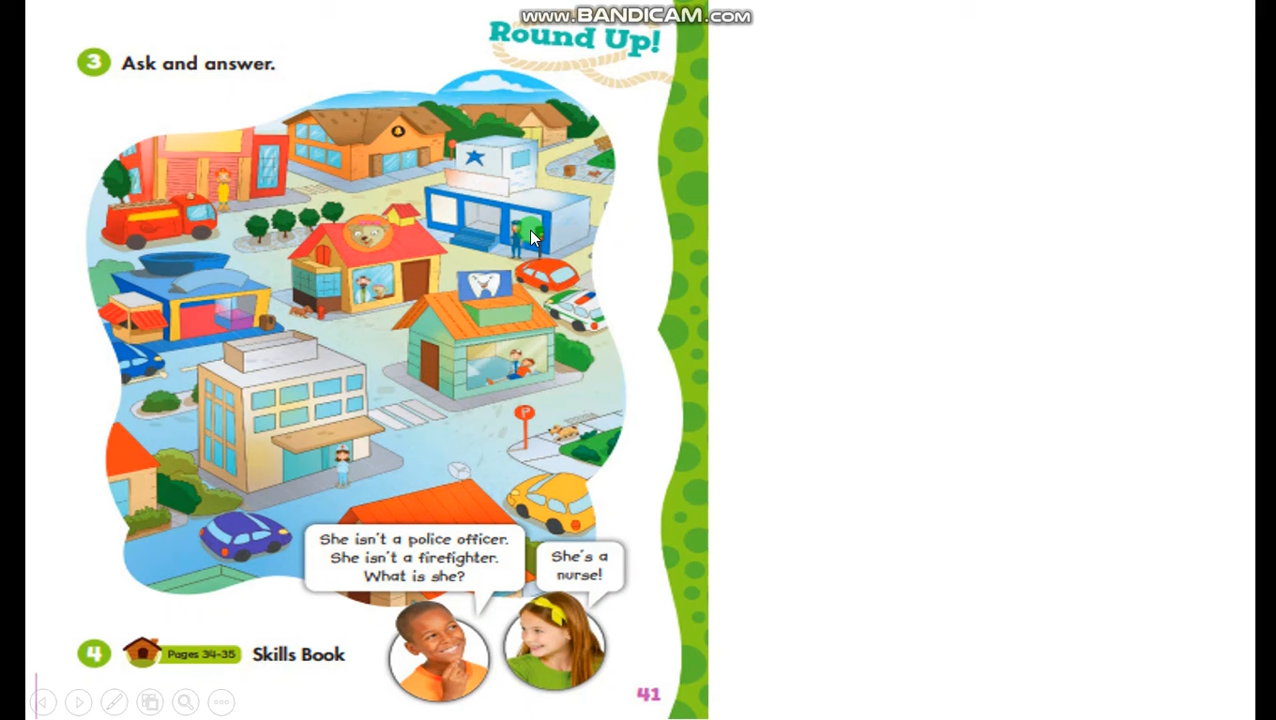 www.BANDICAM.com
Round Up!
3 Ask and answer.
P
She isn't a police officer.
She isn't a firefighter.
What is she?
She's a
nurse!
4 Pages 34-35 Skills Book
41